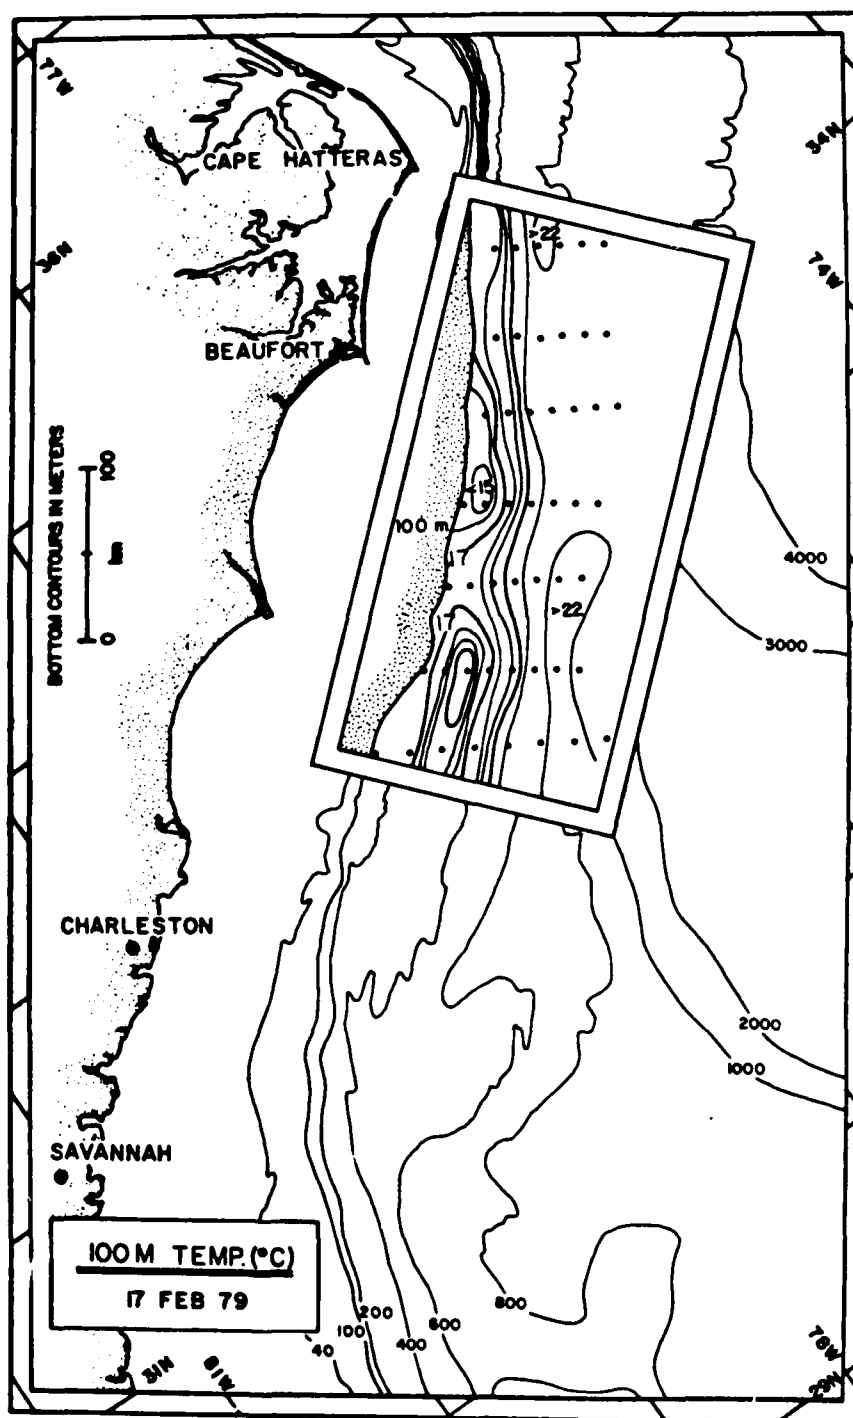 77W
34N
CAPE HATTERAS
>22
36N
74W
BEAUFORT
BOTTOM CONTOURS IN METERS
100
km
0
<15
100 m
17
4000
>22
17
3000
CHARLESTON
2000
1000
SAVANNAH
100M TEMP. (°C)
17 FEB 79
800
600
200
100
400
40
31N
81W
78W
29N